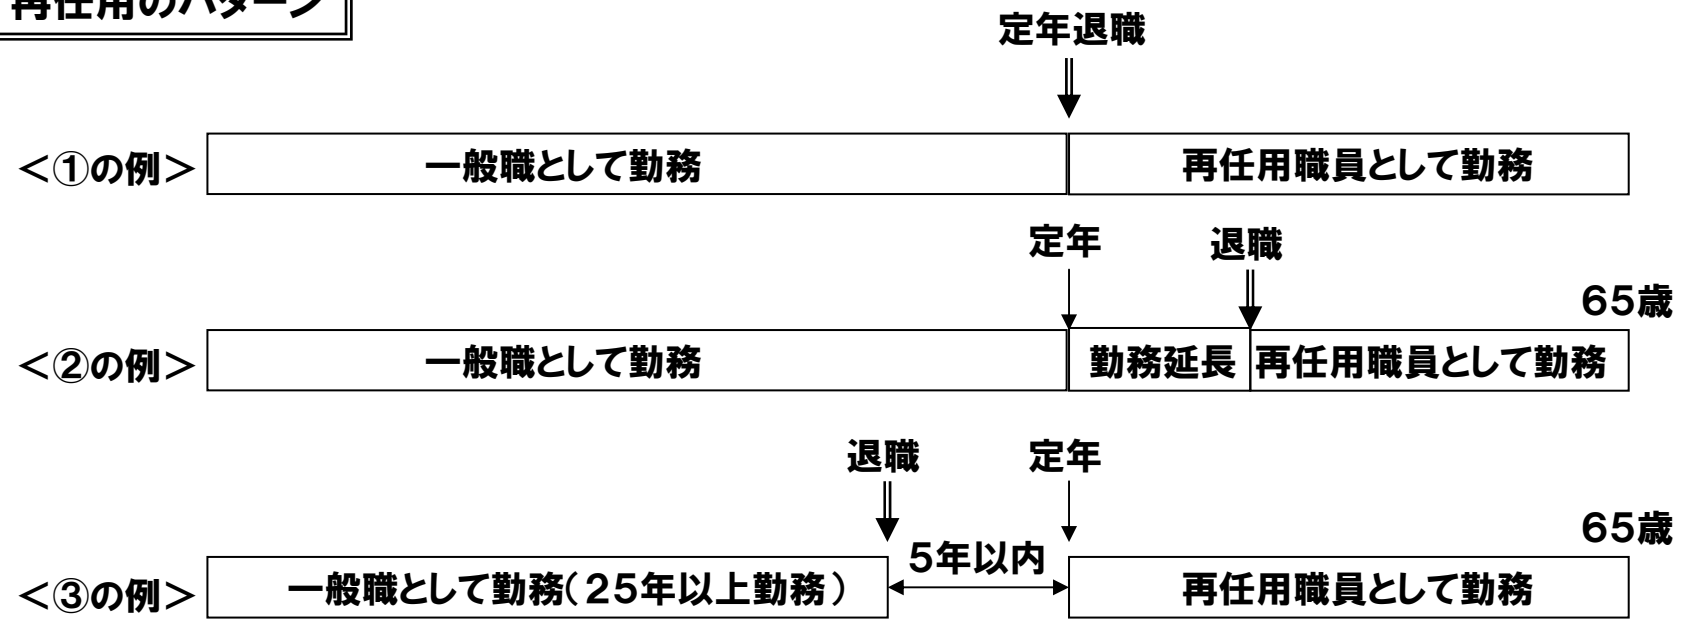 再任用のパターン
定年退職
＜①の例＞ 一般職として勤務 再任用職員として勤務
定年 退職
６５歳
＜②の例＞ 一般職として勤務 勤務延長 再任用職員として勤務
退職 定年
６５歳
５年以内
＜③の例＞ 一般職として勤務（２５年以上勤務） 再任用職員として勤務